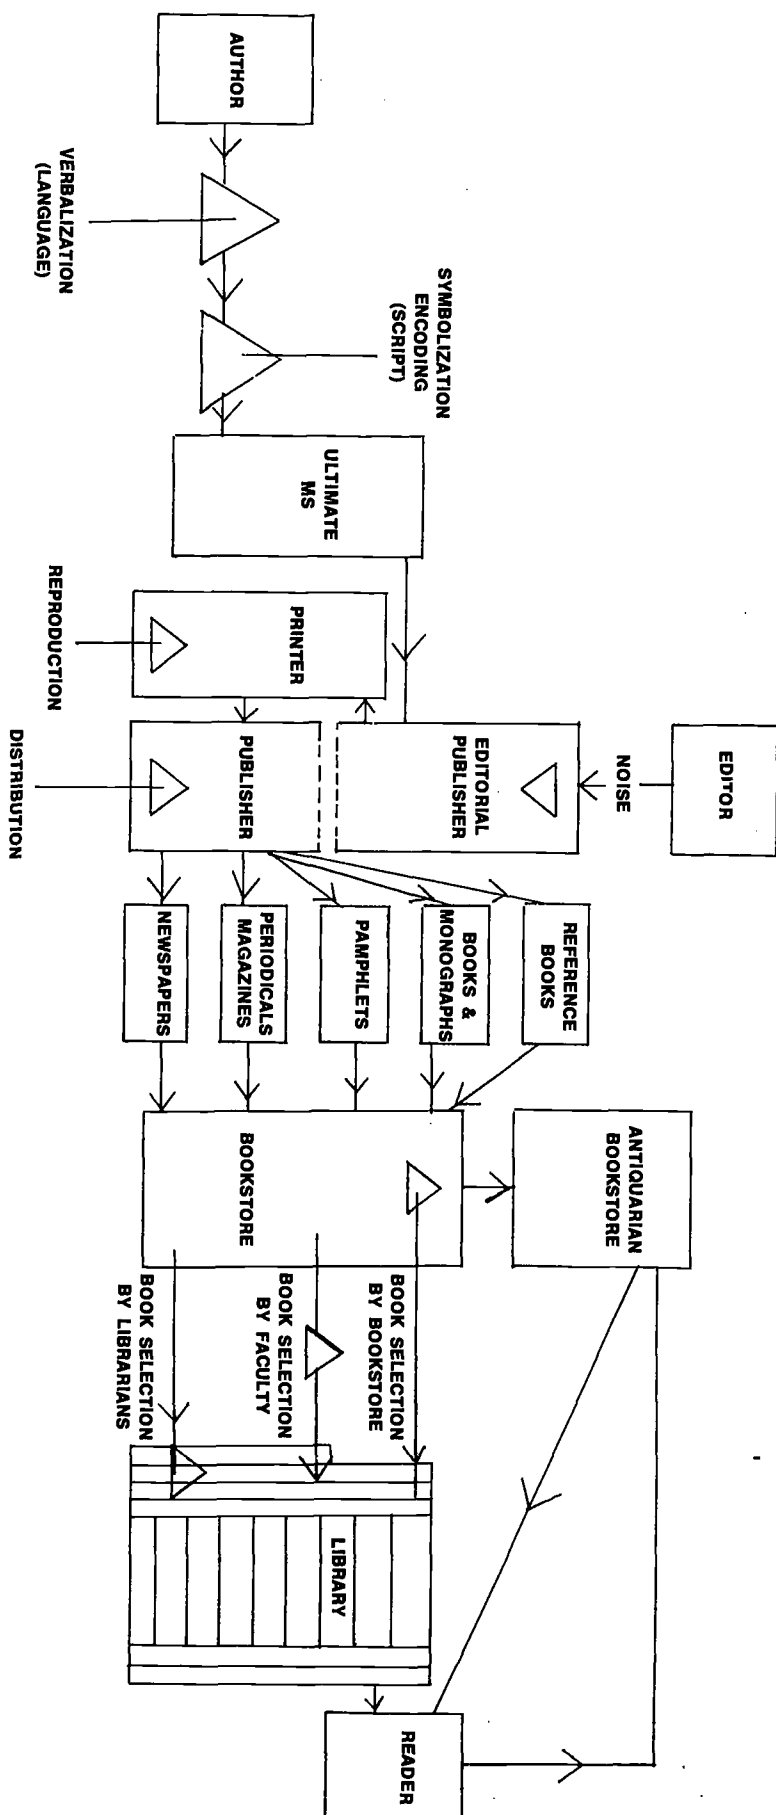 AUTHOR
VERBALIZATION
(LANGUAGE)
SYMBOLIZATION
ENCODING
(SCRIPT)
ULTIMATE
MS
PRINTER
REPRODUCTION
EDITOR
NOISE
EDITORIAL
PUBLISHER
PUBLISHER
DISTRIBUTION
REFERENCE
BOOKS
BOOKS &
MONOGRAPHS
PAMPHLETS
PERIODICALS
MAGAZINES
NEWSPAPERS
ANTIQUARIAN
BOOKSTORE
BOOKSTORE
BOOK SELECTION
BY BOOKSTORE
BOOK SELECTION
BY FACULTY
BOOK SELECTION
BY LIBRARIANS
LIBRARY
READER